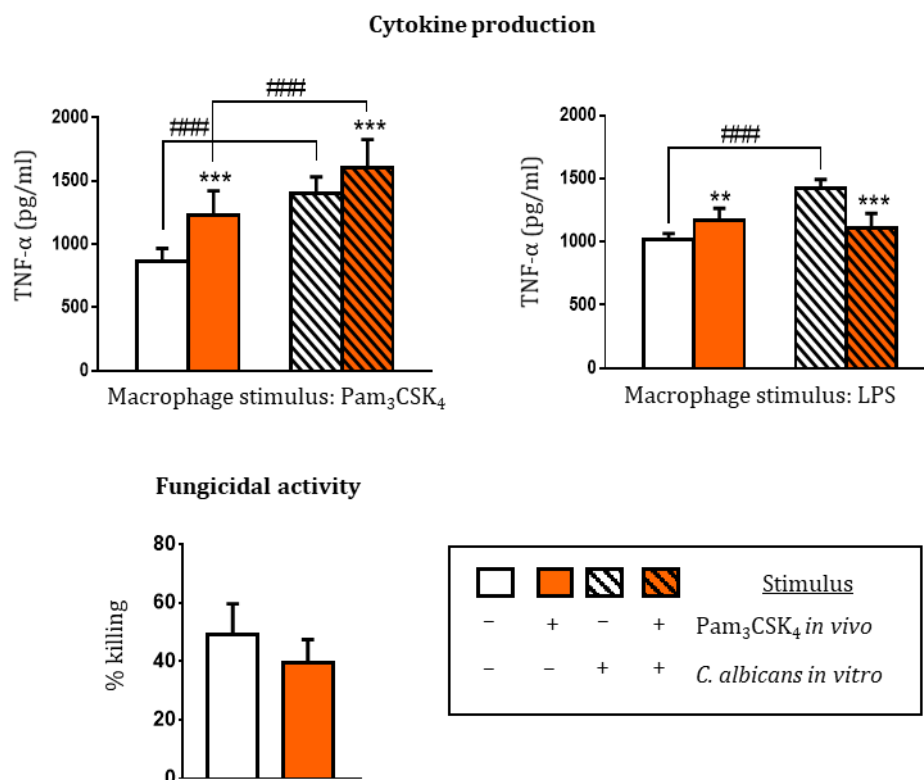 Cytokine production
###
###
***
***
TNF-α (pg/ml)
2000
1500
1000
500
0
Macrophage stimulus: Pam₃CSK₄
###
**
***
TNF-α (pg/ml)
2000
1500
1000
500
0
Macrophage stimulus: LPS
Fungicidal activity
% killing
80
60
40
20
0
Stimulus
– + – + Pam₃CSK₄ in vivo
– – + + C. albicans in vitro